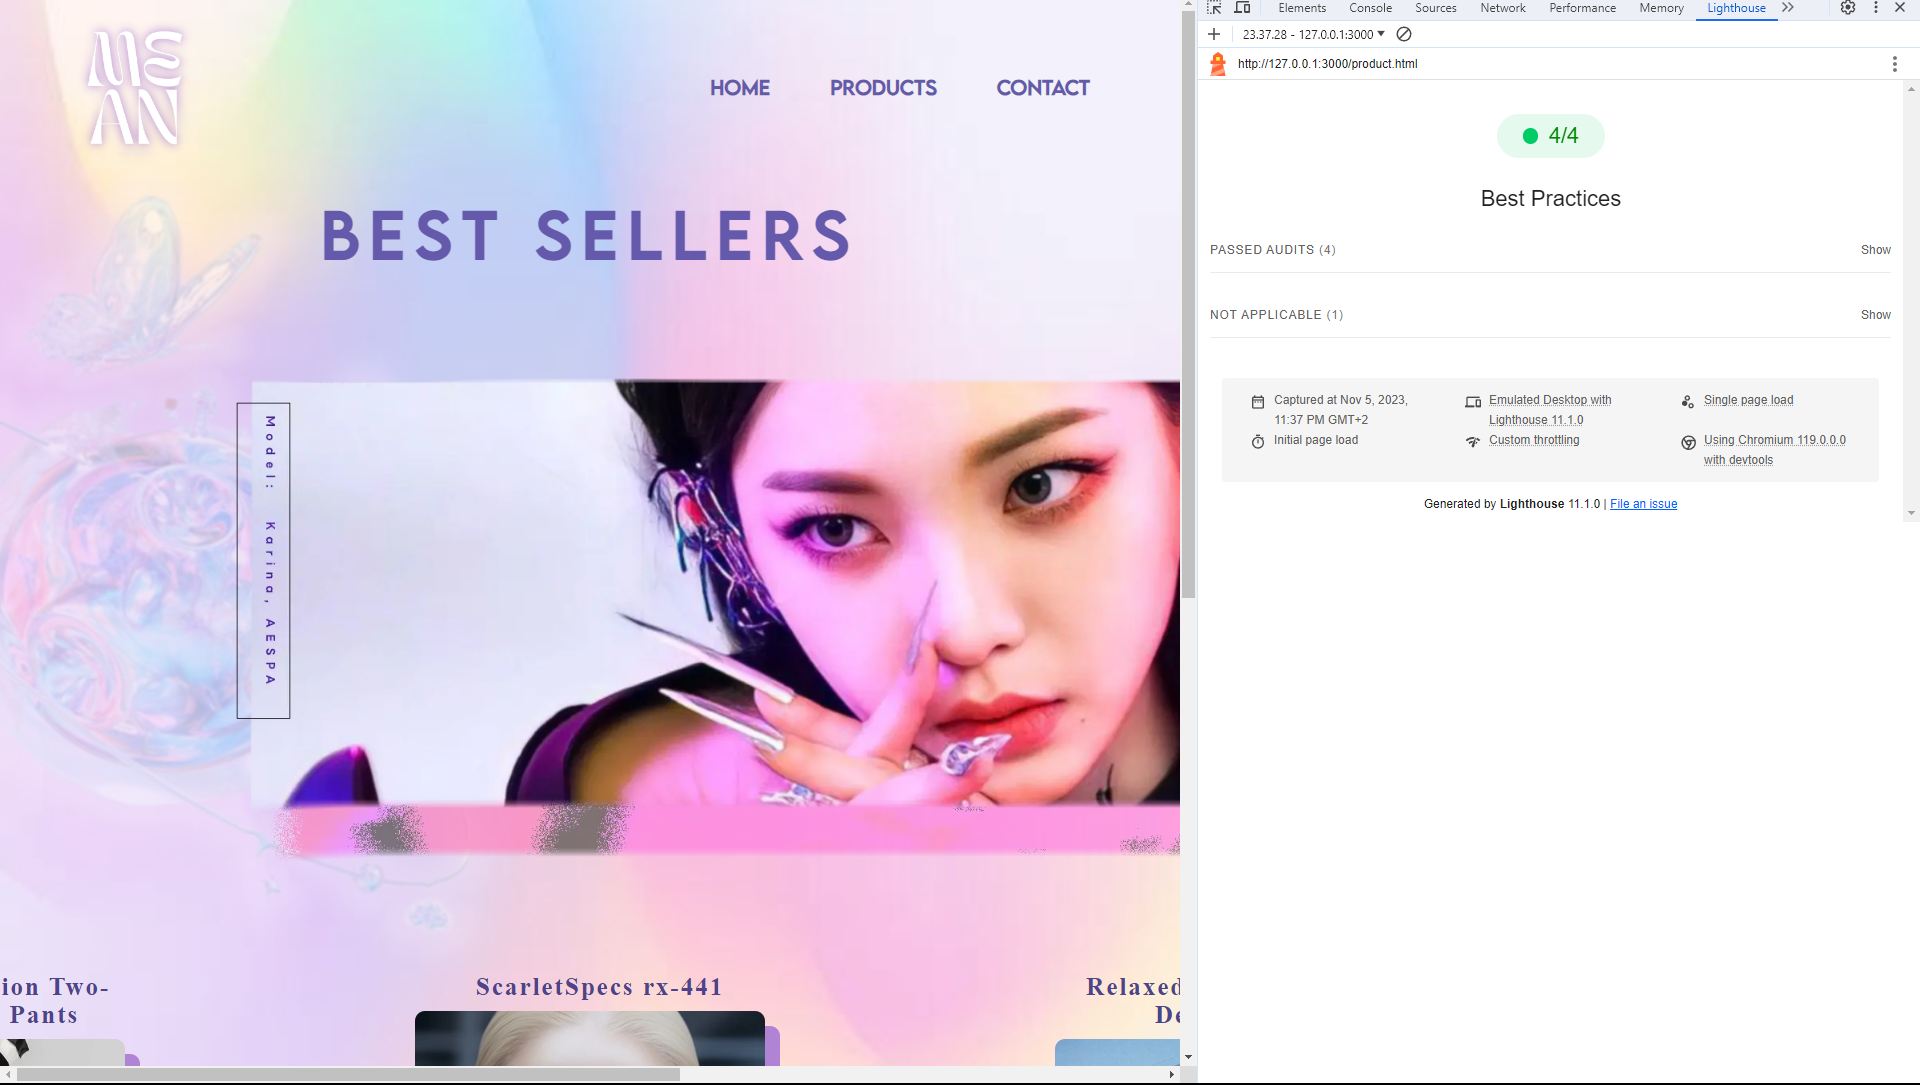 ME
AN
HOME PRODUCTS CONTACT
BEST SELLERS
Model: Karina, AESPA
ion Two-
Pants
ScarletSpecs rx-441
Relaxed
De
Elements Console Sources Network Performance Memory Lighthouse
23.37.28 - 127.0.0.1:3000
http://127.0.0.1:3000/product.html
4/4
Best Practices
PASSED AUDITS (4) Show
NOT APPLICABLE (1) Show
Captured at Nov 5, 2023,
11:37 PM GMT+2
Initial page load
Emulated Desktop with
Lighthouse 11.1.0
Custom throttling
Single page load
Using Chromium 119.0.0.0
with devtools
Generated by Lighthouse 11.1.0 | File an issue